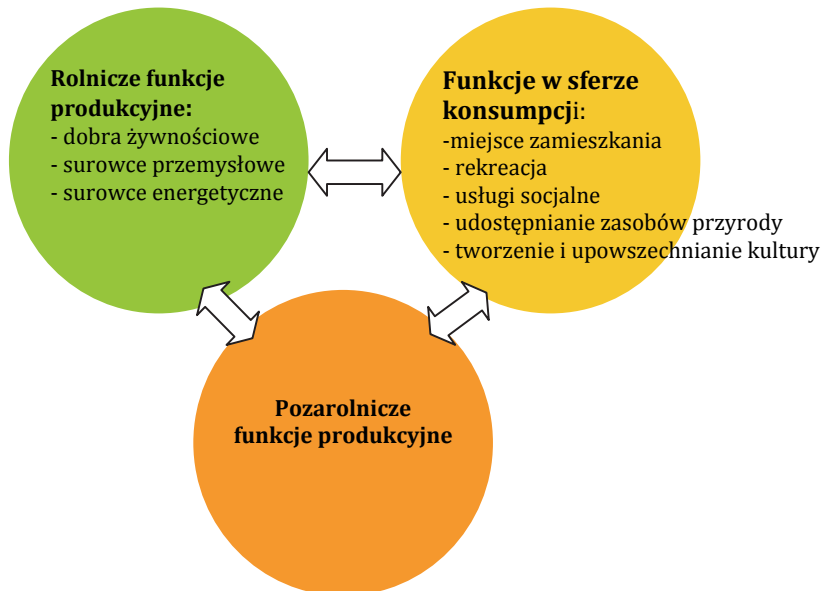 Rolnicze funkcje
produkcyjne:
- dobra żywnościowe
- surowce przemysłowe
- surowce energetyczne
Funkcje w sferze
konsumpcji:
-miejsce zamieszkania
- rekreacja
- usługi socjalne
- udostępnianie zasobów przyrody
- tworzenie i upowszechnianie kultury
Pozarolnicze
funkcje produkcyjne